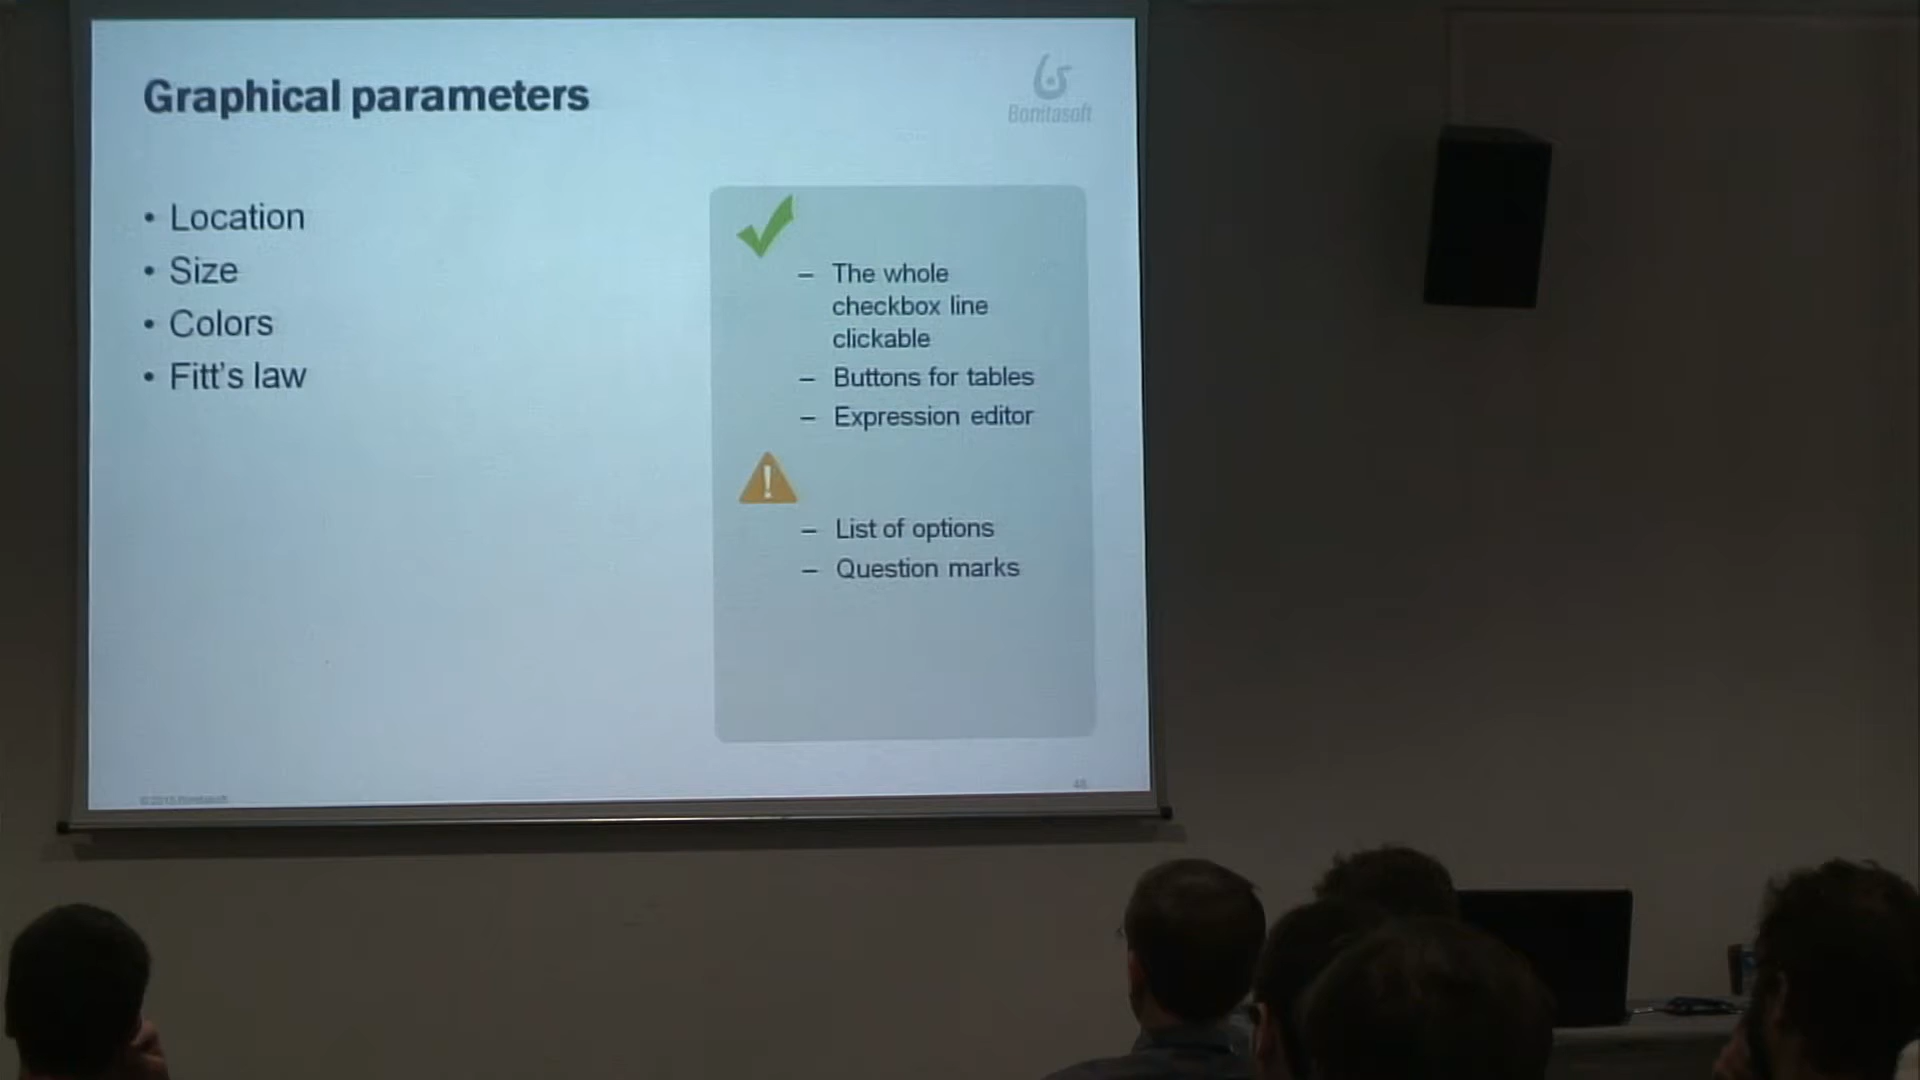 Graphical parameters
Bonitasoft
• Location
• Size
• Colors
• Fitt's law
– The whole
checkbox line
clickable
– Buttons for tables
– Expression editor
– List of options
– Question marks